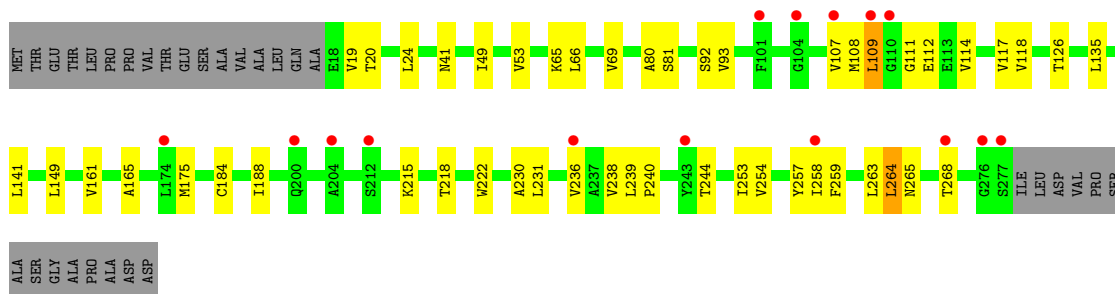 MET THR GLU THR LEU PRO PRO VAL THR GLU SER ALA VAL ALA LEU GLN ALA E18 V19 T20 L24 N41 I49 V53 K65 L66 V69 A80 S81 S92 V93 F101 G104 V107 M108 L109 G110 G111 E112 E113 V114 V117 V118 T126 L135
L141 L149 V161 A165 L174 M175 C184 I188 Q200 A204 S212 K215 T218 W222 A230 L231 V236 A237 V238 L239 P240 Y243 T244 I253 V254 Y257 I258 F259 L263 L264 N265 T268 G276 S277 ILE LEU ASP VAL PRO SER
ALA SER GLY ALA PRO ALA ASP ASP